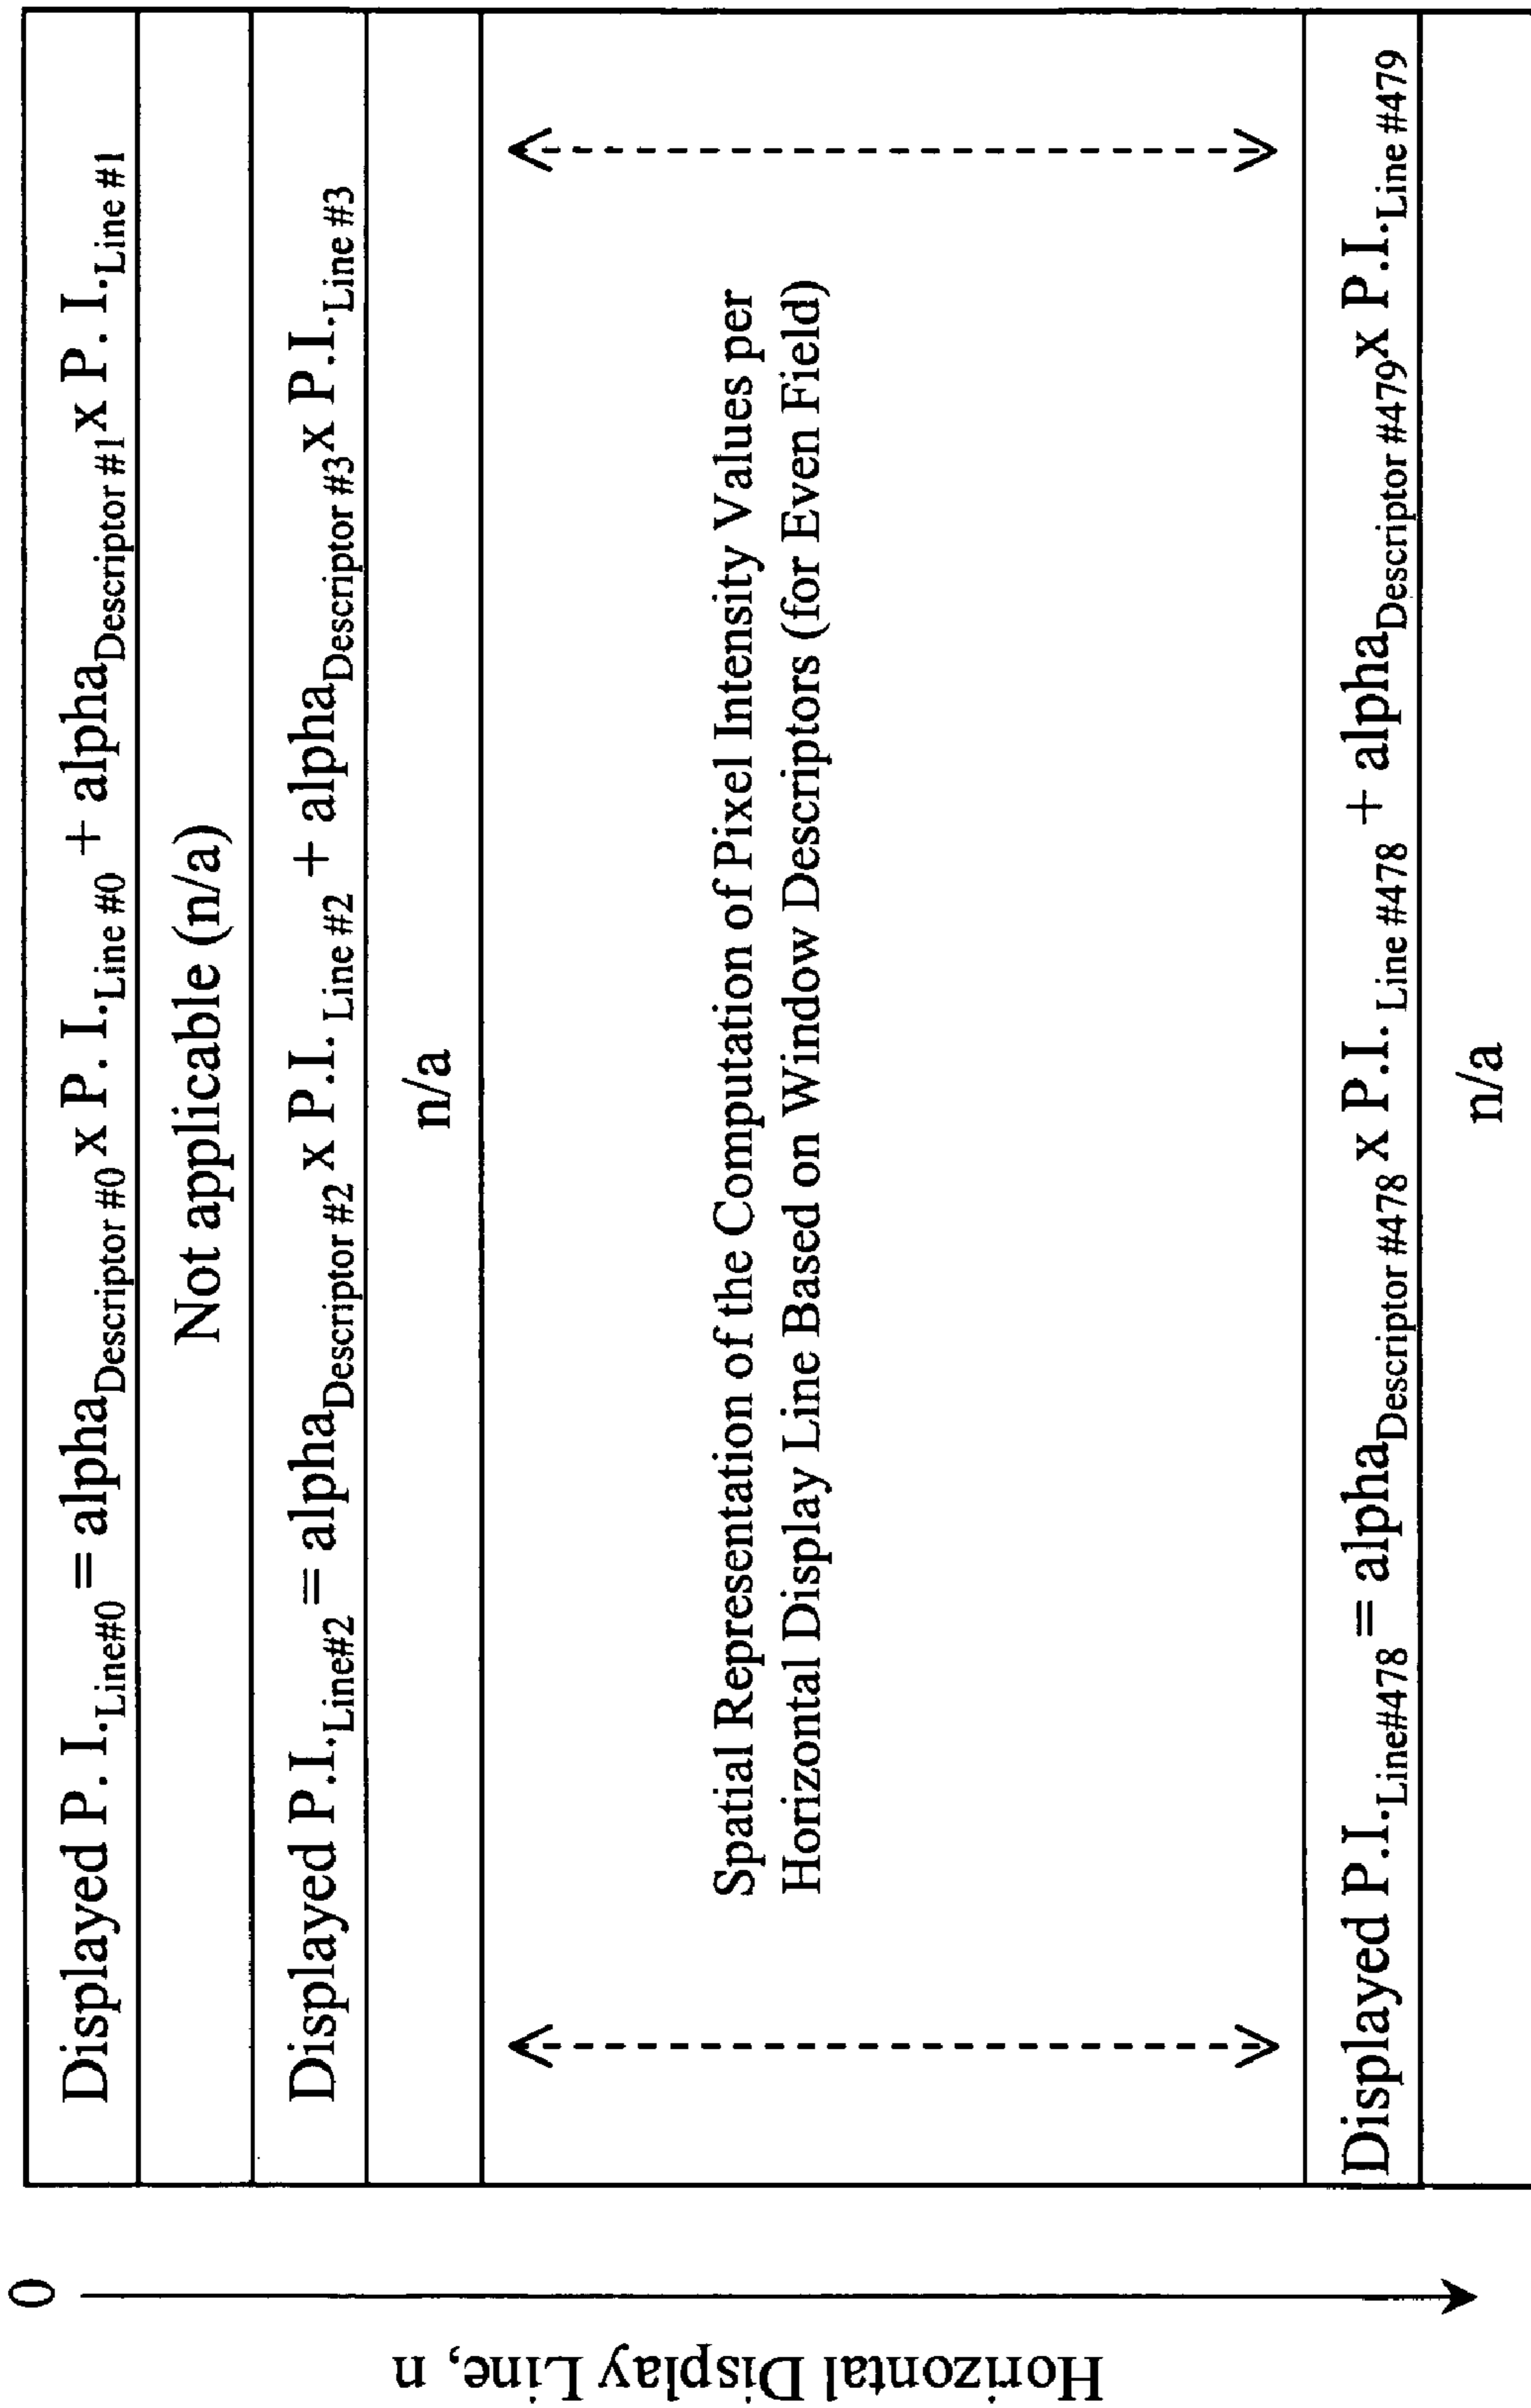 0
Horizontal Display Line, n
Displayed P. I.Line#0 = alphaDescriptor #0 x P. I.Line #0 + alphaDescriptor #1 x P. I.Line #1
Not applicable (n/a)
Displayed P.I.Line#2 = alphaDescriptor #2 x P.I. Line #2 + alphaDescriptor #3 x P.I.Line #3
n/a
Spatial Representation of the Computation of Pixel Intensity Values per
Horizontal Display Line Based on Window Descriptors (for Even Field)
Displayed P.I.Line#478 = alphaDescriptor #478 x P.I. Line #478 + alphaDescriptor #479 x P.I.Line #479
n/a